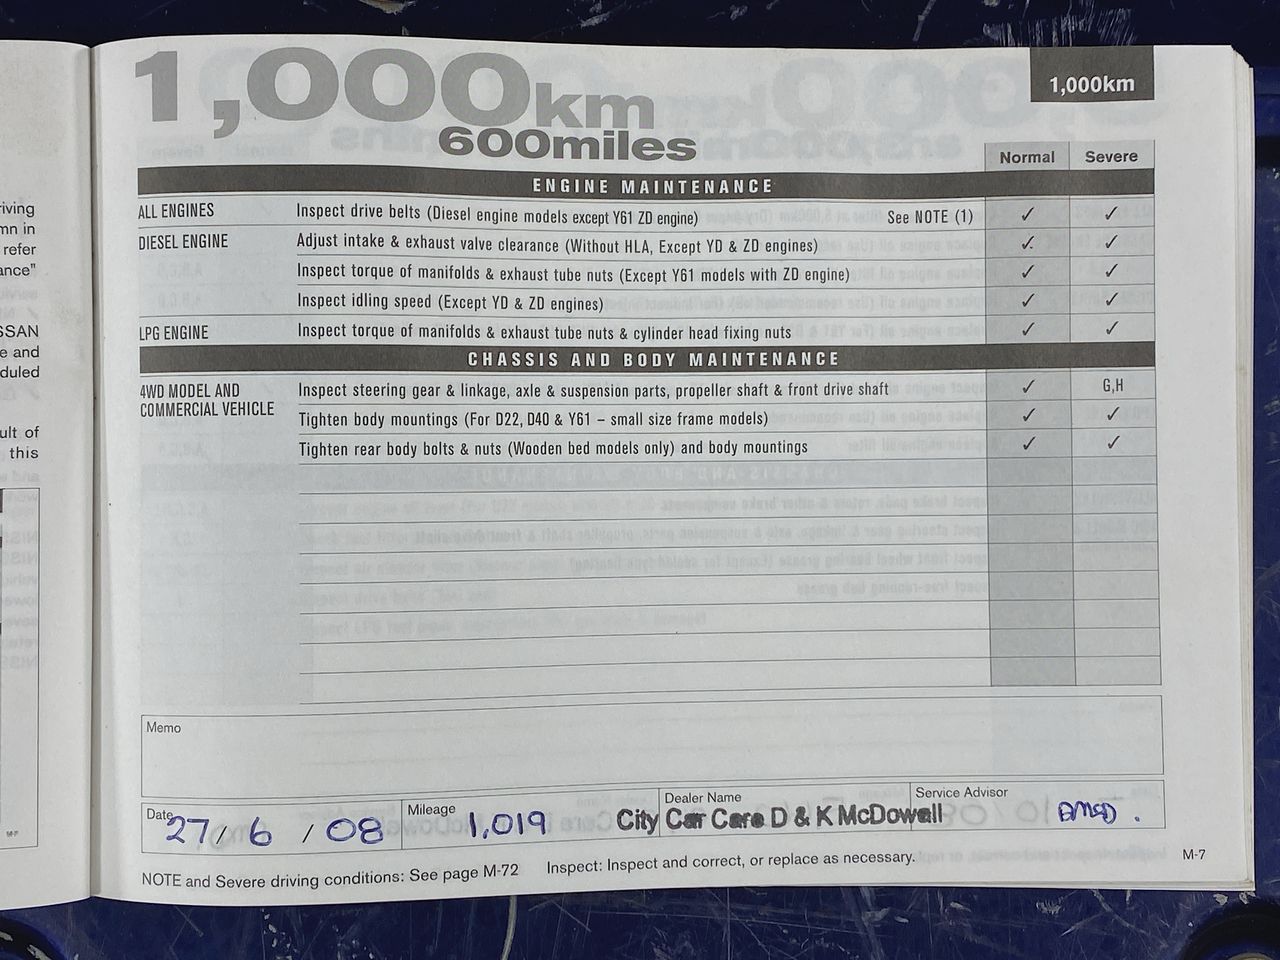 1,000km
600miles
1,000km
Normal Severe
ENGINE MAINTENANCE
ALL ENGINES Inspect drive belts (Diesel engine models except Y61 ZD engine) See NOTE (1) ✓ ✓
DIESEL ENGINE Adjust intake & exhaust valve clearance (Without HLA, Except YD & ZD engines) ✓ ✓
Inspect torque of manifolds & exhaust tube nuts (Except Y61 models with ZD engine) ✓ ✓
Inspect idling speed (Except YD & ZD engines) ✓ ✓
LPG ENGINE Inspect torque of manifolds & exhaust tube nuts & cylinder head fixing nuts ✓ ✓
CHASSIS AND BODY MAINTENANCE
4WD MODEL AND
COMMERCIAL VEHICLE
Inspect steering gear & linkage, axle & suspension parts, propeller shaft & front drive shaft ✓ G,H
Tighten body mountings (For D22, D40 & Y61 – small size frame models) ✓ ✓
Tighten rear body bolts & nuts (Wooden bed models only) and body mountings ✓ ✓
Memo
Date 27/6/08
Mileage 1,019
Dealer Name
City Car Care D & K McDowall
Service Advisor
NOTE and Severe driving conditions: See page M-72 Inspect: Inspect and correct, or replace as necessary.
M-7
refer
e and
ult of
this